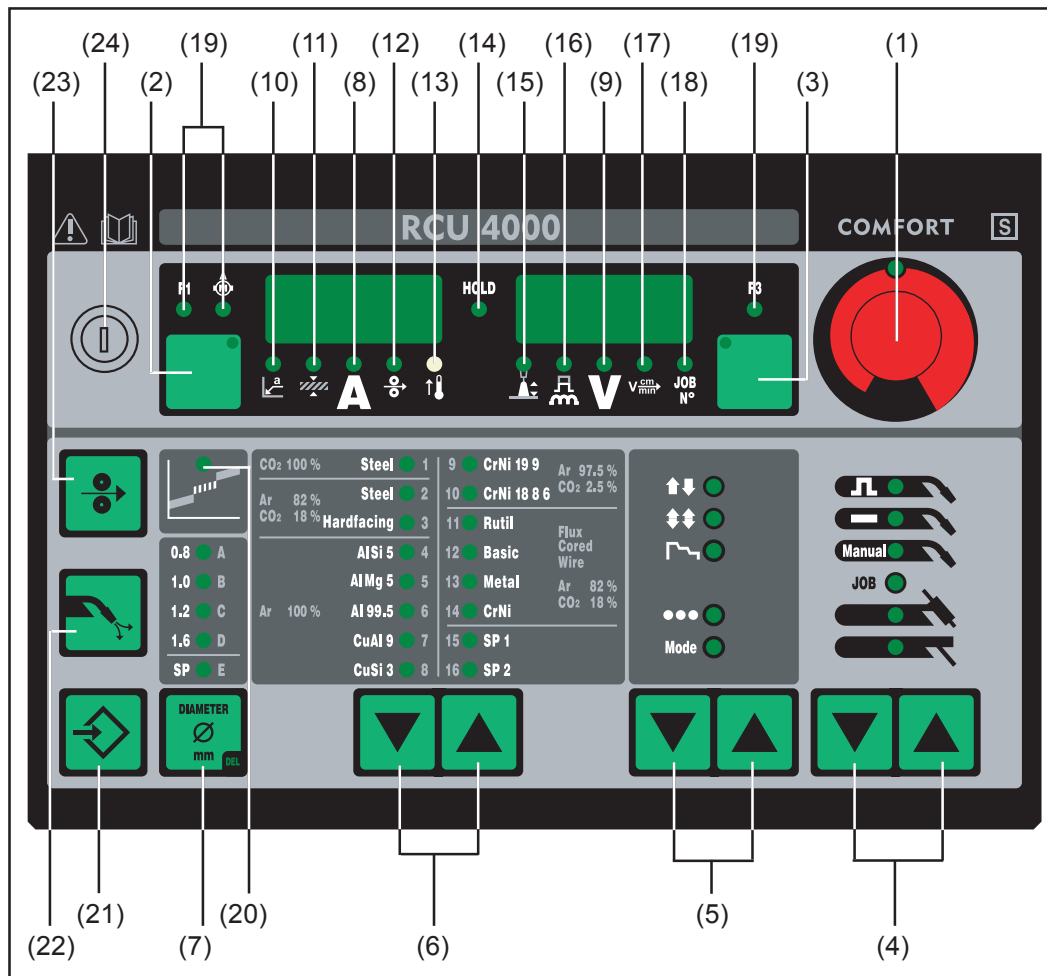 (24) (19) (11) (12) (14) (16) (17) (19) (1)
(23) (2) (10) (8) (13) (15) (9) (18) (3)
RCU 4000
COMFORT S
F1 M HOLD F3
a A V V cm/min JOB N°
CO2 100 % Steel 1
Ar 82 % CO2 18 %
Steel 2
Hardfacing 3
Ar 100 %
AlSi 5 4
AlMg 5 5
Al 99.5 6
CuAl 9 7
CuSi 3 8
9 CrNi 19 9
10 CrNi 18 8 6
Ar 97.5 %
CO2 2.5 %
11 Rutil
12 Basic
13 Metal
14 CrNi
Flux
Cored
Wire
Ar 82 %
CO2 18 %
15 SP 1
16 SP 2
0.8 A
1.0 B
1.2 C
1.6 D
SP E
Mode
Manual
JOB
DIAMETER
Ø
mm
DEL
(21) (20) (6) (5) (4)
(22) (7)